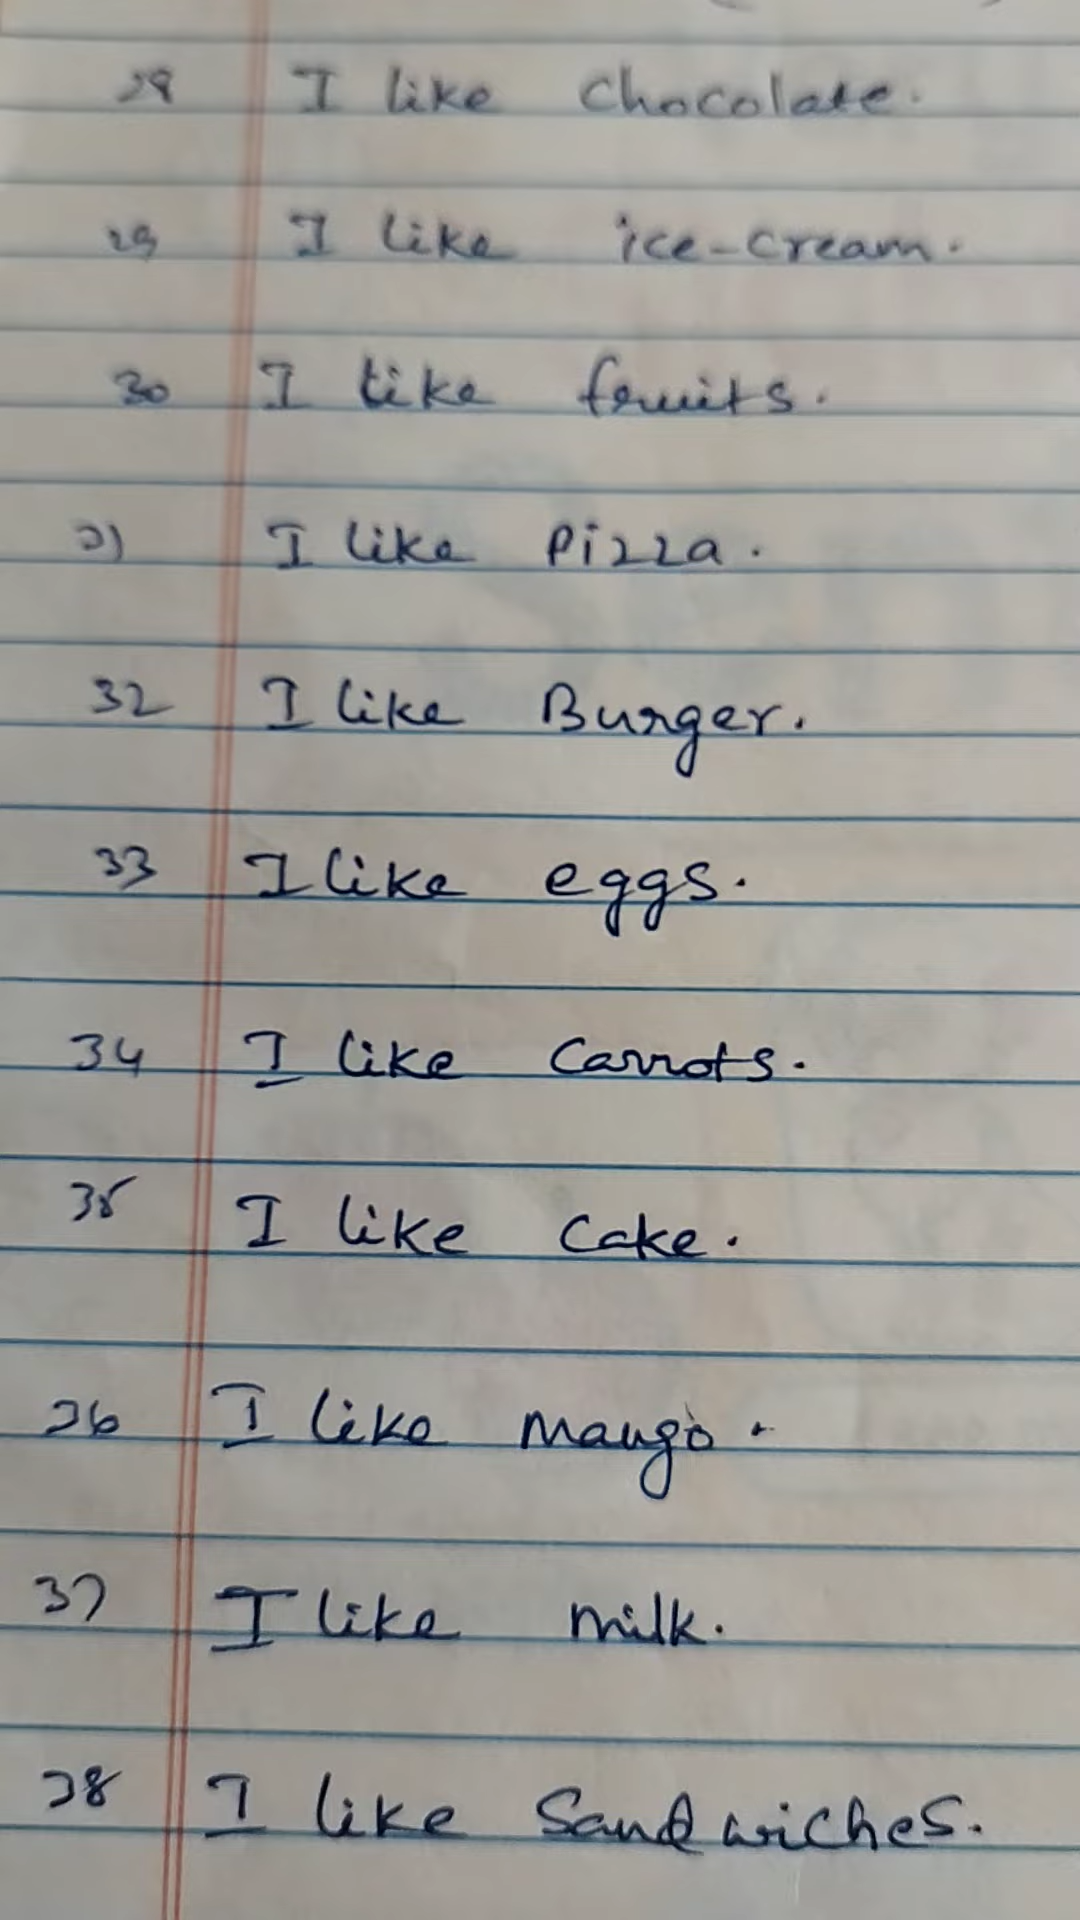 28 I like chocolate.
29 I like ice-cream.
30 I like fruits.
31 I like Pizza.
32 I like Burger.
33 I like eggs.
34 I like Carrots.
35 I like Cake.
36 I like Mango.
37 I like Milk.
38 I like Sandwiches.